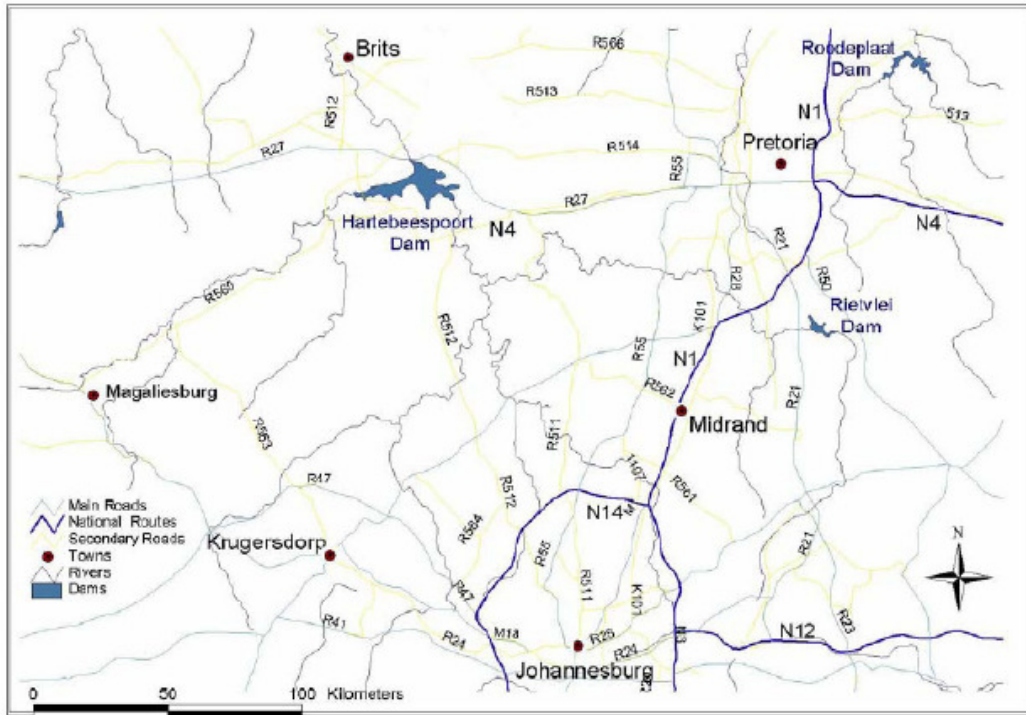 Brits
R566
Roodeplaat
Dam
R513
R512
N1
513
Pretoria
R27
R514
R55
Hartebeespoort
Dam
R27
N4
R21
N4
R28
R50
R512
K101
Rietvlei
Dam
R55
N1
R562
R21
Magaliesburg
Midrand
R511
R563
R47
R512
R561
Main Roads
National Routes
Secondary Roads
Towns
Rivers
Dams
N14
N
Krugersdorp
R564
R55
R21
R511
K101
R47
R41
R24
M18
R25
R24
N12
R23
Johannesburg
0 50 100 Kilometers